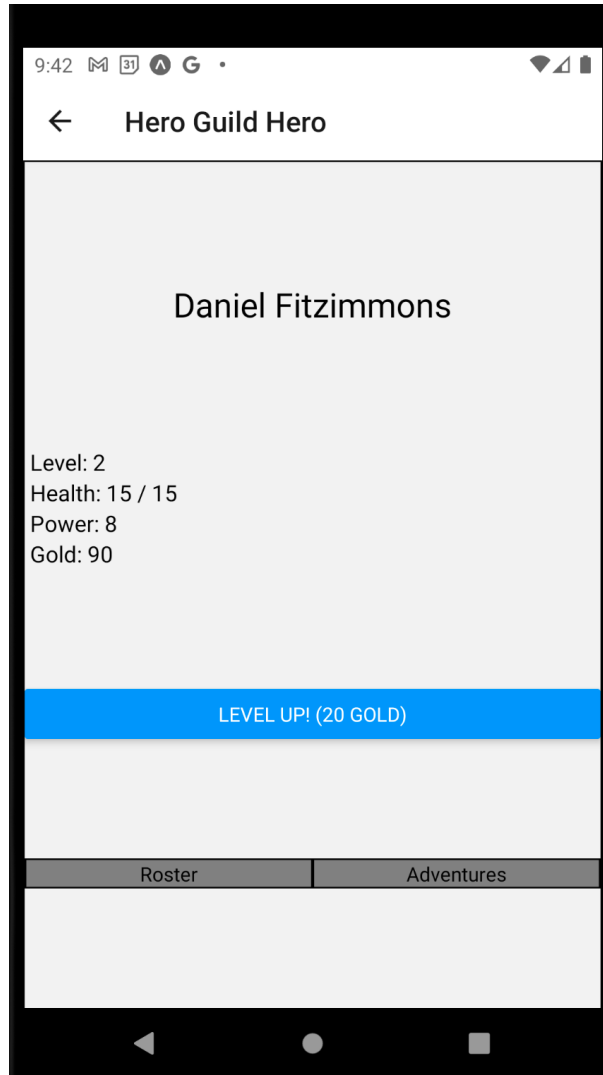 9:42 31 G
Hero Guild Hero
Daniel Fitzimmons
Level: 2
Health: 15 / 15
Power: 8
Gold: 90
LEVEL UP! (20 GOLD)
Roster Adventures